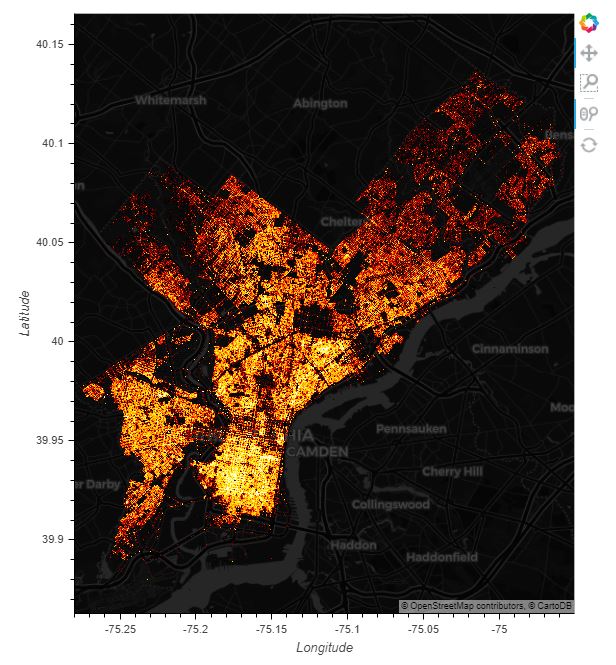 40.15
Whitemarsh
Abington
40.1
Bens
n
Chelter
40.05
Latitude
40
Cinnaminson
Moo
39.95
HIA
Pennsauken
CAMDEN
Cherry Hill
er Darby
Collingswood
39.9
Haddon
Haddonfield
© OpenStreetMap contributors, © CartoDB
-75.25
-75.2
-75.15
-75.1
-75.05
-75
Longitude